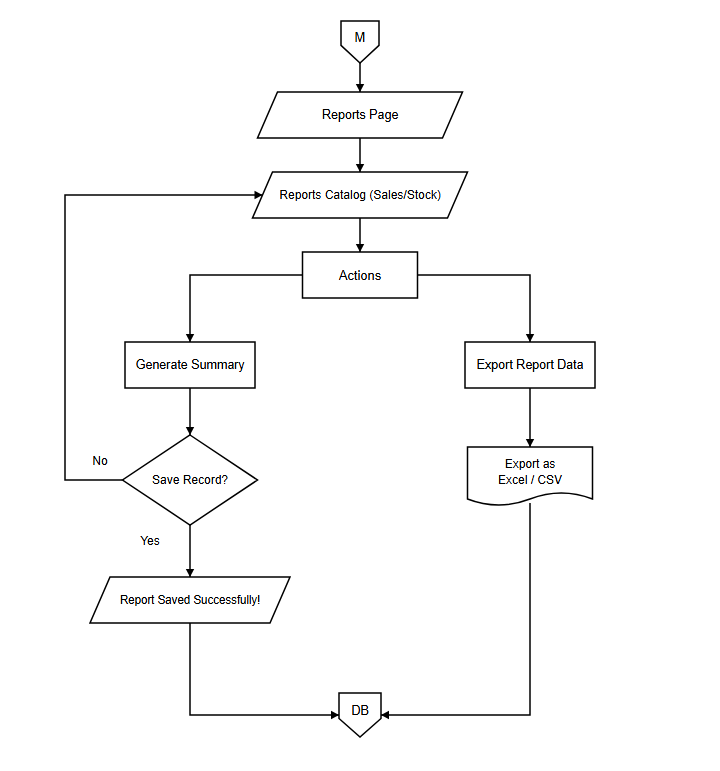 M
Reports Page
Reports Catalog (Sales/Stock)
Actions
Generate Summary
Export Report Data
No
Save Record?
Export as
Excel / CSV
Yes
Report Saved Successfully!
DB